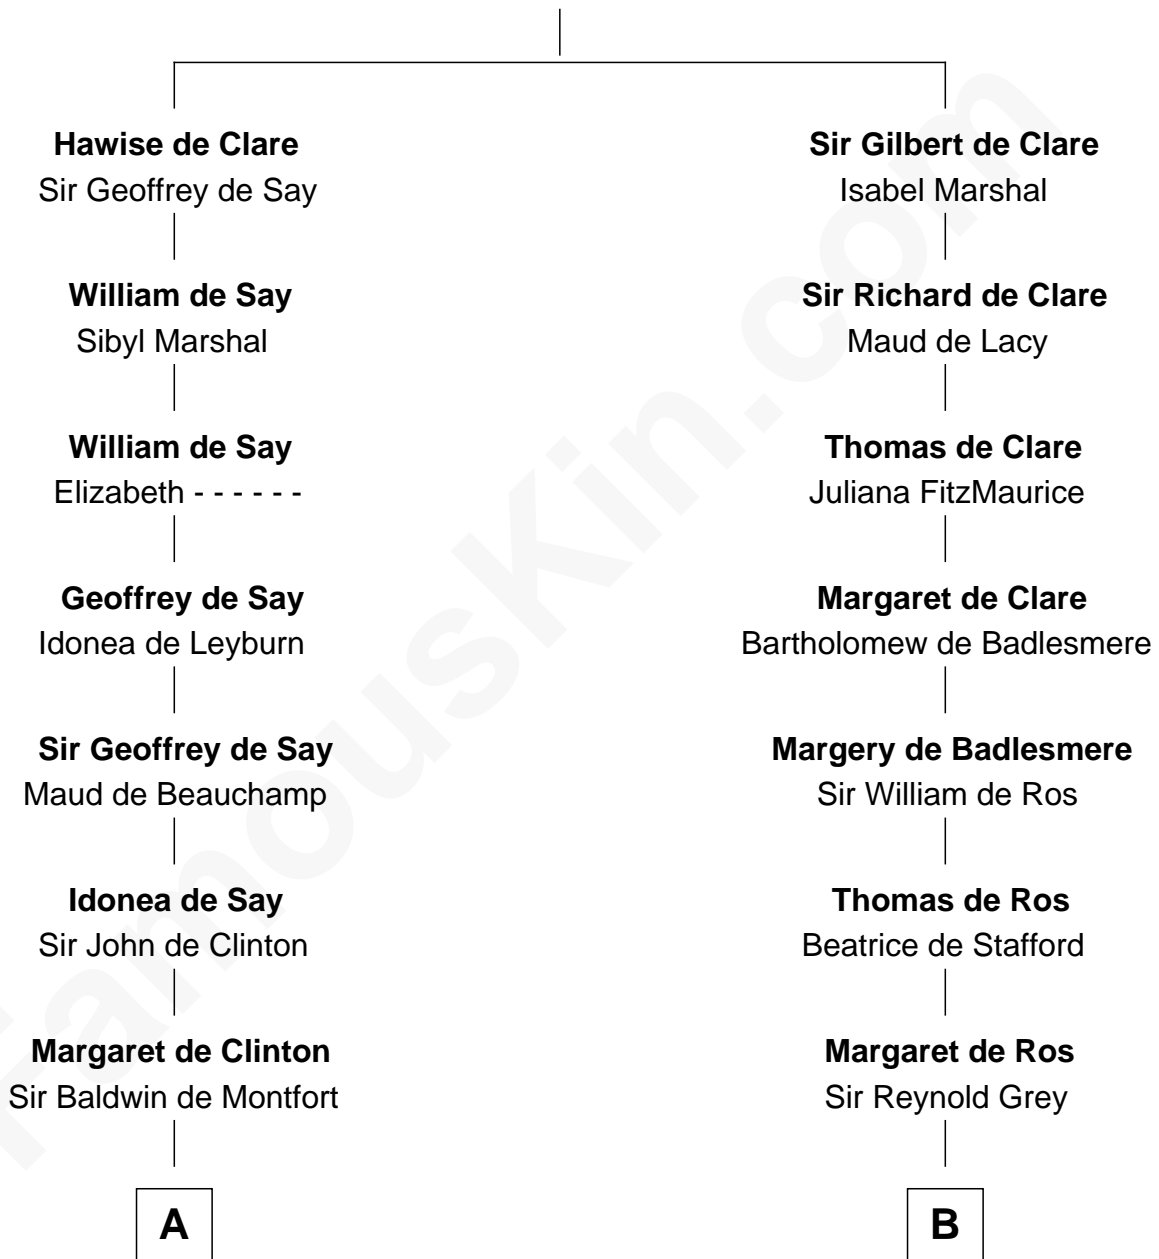 Hawise de Clare
Sir Geoffrey de Say
Sir Gilbert de Clare
Isabel Marshal
William de Say
Sibyl Marshal
Sir Richard de Clare
Maud de Lacy
William de Say
Elizabeth - - - - - -
Thomas de Clare
Juliana FitzMaurice
Geoffrey de Say
Idonea de Leyburn
Margaret de Clare
Bartholomew de Badlesmere
Sir Geoffrey de Say
Maud de Beauchamp
Margery de Badlesmere
Sir William de Ros
Idonea de Say
Sir John de Clinton
Thomas de Ros
Beatrice de Stafford
Margaret de Clinton
Sir Baldwin de Montfort
Margaret de Ros
Sir Reynold Grey
A
B
FamousKin.com